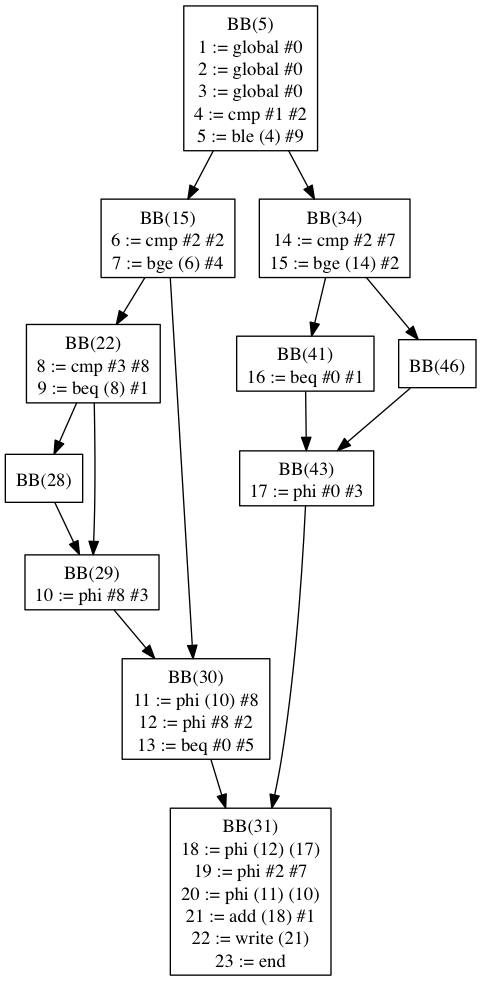 BB(5)
1 := global #0
2 := global #0
3 := global #0
4 := cmp #1 #2
5 := ble (4) #9
BB(15)
6 := cmp #2 #2
7 := bge (6) #4
BB(34)
14 := cmp #2 #7
15 := bge (14) #2
BB(22)
8 := cmp #3 #8
9 := beq (8) #1
BB(41)
16 := beq #0 #1
BB(46)
BB(28)
BB(43)
17 := phi #0 #3
BB(29)
10 := phi #8 #3
BB(30)
11 := phi (10) #8
12 := phi #8 #2
13 := beq #0 #5
BB(31)
18 := phi (12) (17)
19 := phi #2 #7
20 := phi (11) (10)
21 := add (18) #1
22 := write (21)
23 := end